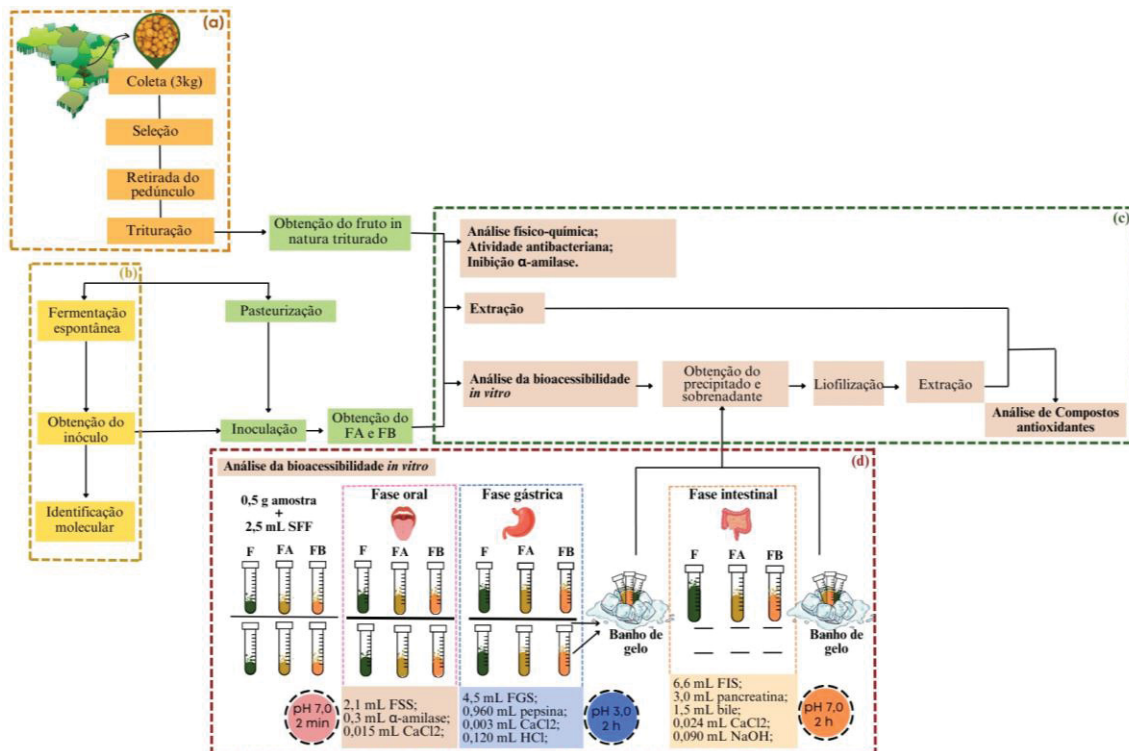 (a)
Coleta (3kg)
Seleção
Retirada do
pedúnculo
Trituração
Obtenção do fruto in
natura triturado
(b)
Fermentação
espontânea
Obtenção do
inóculo
Identificação
molecular
Pasteurização
Inoculação
Obtenção do
FA e FB
(c)
Análise físico-química;
Atividade antibacteriana;
Inibição α-amilase.
Extração
Análise da bioacessibilidade
in vitro
Obtenção do
precipitado e
sobrenadante
Liofilização
Extração
Análise de Compostos
antioxidantes
(d)
Análise da bioacessibilidade in vitro
0,5 g amostra
+
2,5 mL SFF
F FA FB
Fase oral
F FA FB
Fase gástrica
F FA FB
Banho de
gelo
Fase intestinal
F FA FB
Banho de
gelo
pH 7,0
2 min
2,1 mL FSS;
0,3 mL α-amilase;
0,015 mL CaCl2;
4,5 mL FGS;
0,960 mL pepsina;
0,003 mL CaCl2;
0,120 mL HCl;
pH 3,0
2 h
6,6 mL FIS;
3,0 mL pancreatina;
1,5 mL bile;
0,024 mL CaCl2;
0,090 mL NaOH;
pH 7,0
2 h